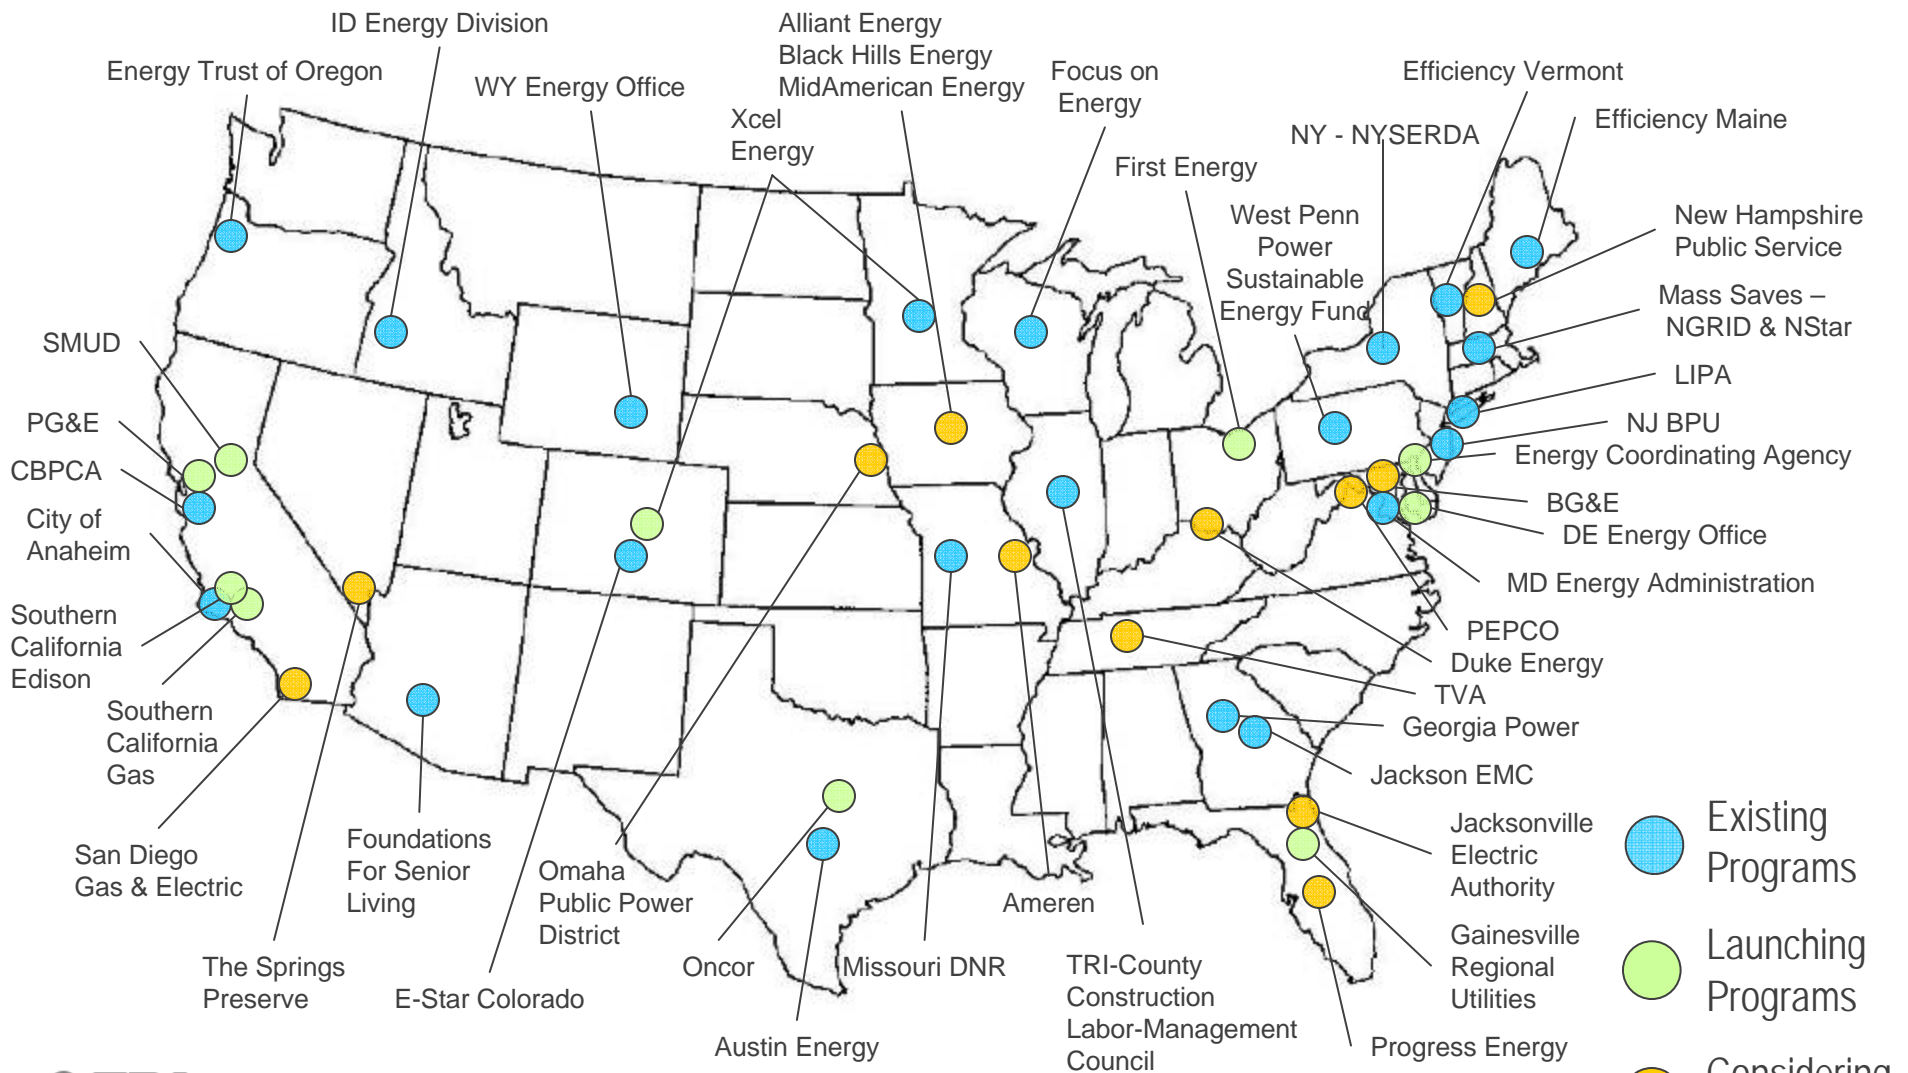 ID Energy Division
Alliant Energy
Black Hills Energy
MidAmerican Energy
Energy Trust of Oregon
WY Energy Office
Xcel
Energy
Focus on
Energy
Efficiency Vermont
Efficiency Maine
NY - NYSERDA
First Energy
West Penn
Power
Sustainable
Energy Fund
New Hampshire
Public Service
Mass Saves –
NGRID & NStar
LIPA
NJ BPU
Energy Coordinating Agency
BG&E
DE Energy Office
MD Energy Administration
PEPCO
Duke Energy
TVA
Georgia Power
Jackson EMC
Jacksonville
Electric
Authority
Gainesville
Regional
Utilities
Progress Energy
SMUD
PG&E
CBPCA
City of
Anaheim
Southern
California
Edison
Southern
California
Gas
San Diego
Gas & Electric
The Springs
Preserve
Foundations
For Senior
Living
E-Star Colorado
Omaha
Public Power
District
Oncor
Austin Energy
Missouri DNR
Ameren
TRI-County
Construction
Labor-Management
Council
Existing
Programs
Launching
Programs
Considering